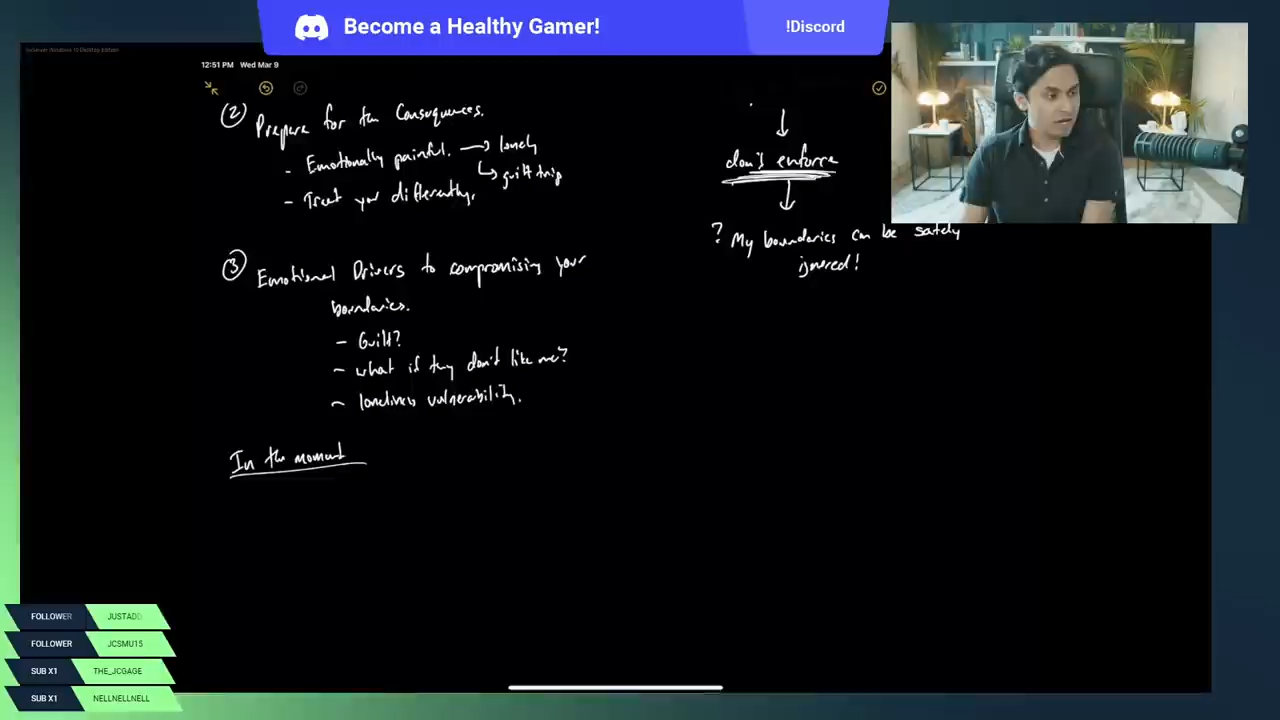 Become a Healthy Gamer!
!Discord
12:51 PM Wed Mar 9
② Prepare for the Consequences.
- Emotionally painful. → lonely
↳ guilt trip
- Treat you differently.
③ Emotional Drivers to compromising your
boundaries.
- Guilt?
- what if they don't like me?
- loneliness vulnerability.
In the moment
don't enforce
? My boundaries can be safely
ignored!
FOLLOWER JUSTADD
FOLLOWER JCSMU15
SUB X1 THE_JCGAGE
SUB X1 NELLNELLNELL